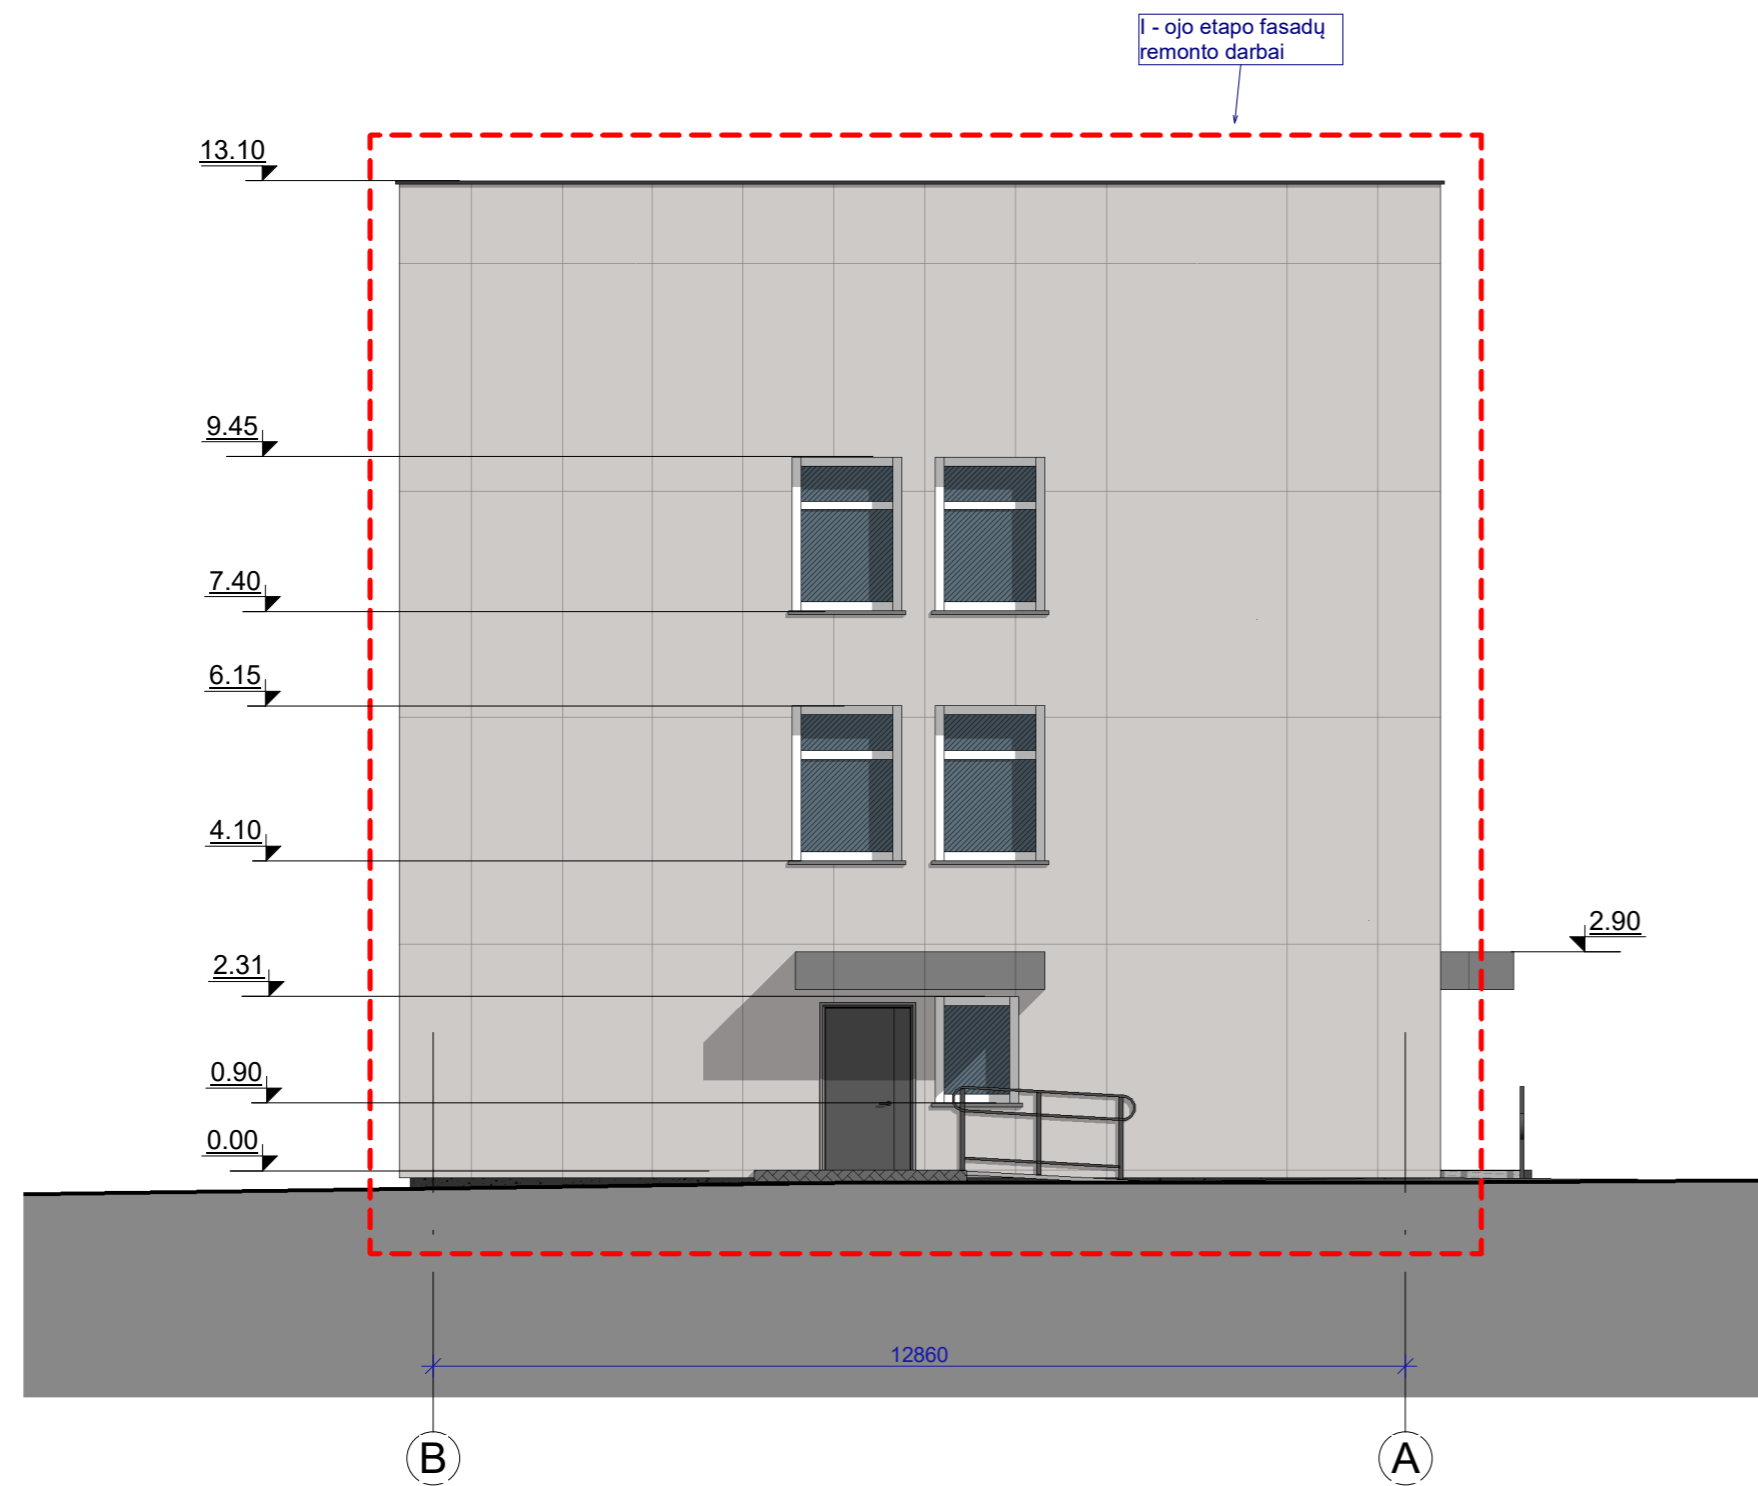 I - ojo etapo fasadų
remonto darbai
13.10
9.45
7.40
6.15
4.10
2.90
2.31
0.90
0.00
12860
B
A